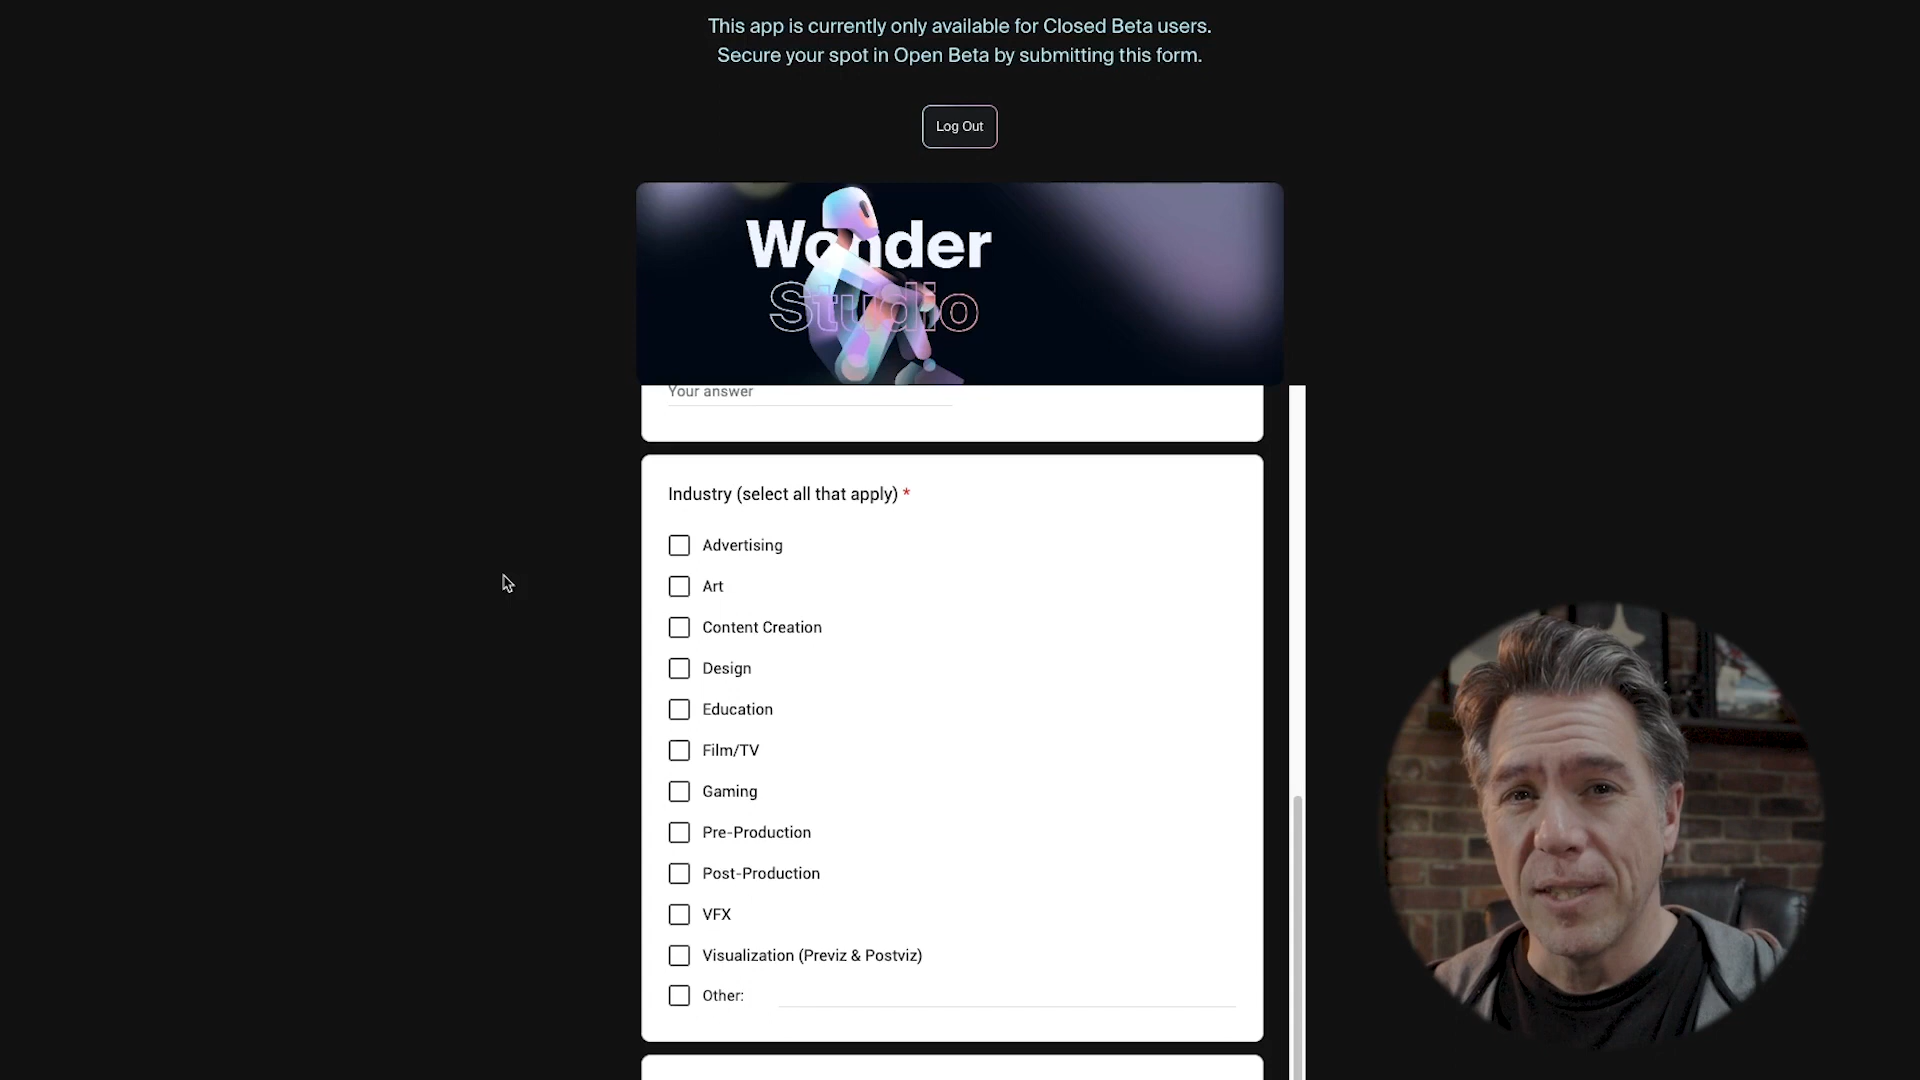 This app is currently only available for Closed Beta users.
Secure your spot in Open Beta by submitting this form.
Log Out
Wonder
Studio
Your answer
Industry (select all that apply) *
Advertising
Art
Content Creation
Design
Education
Film/TV
Gaming
Pre-Production
Post-Production
VFX
Visualization (Previz & Postviz)
Other: